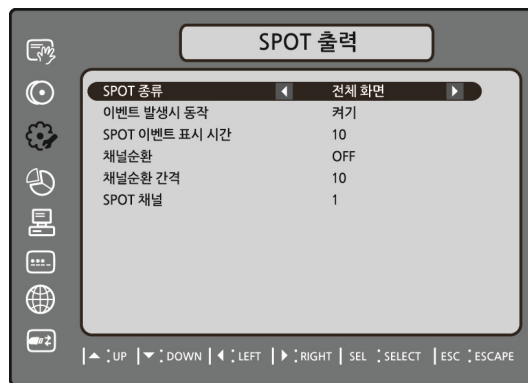 SPOT 출력
SPOT 종류 전체 화면
이벤트 발생시 동작 켜기
SPOT 이벤트 표시 시간 10
채널순환 OFF
채널순환 간격 10
SPOT 채널 1
|▲ : UP |▼ : DOWN |◀ : LEFT |▶ : RIGHT | SEL : SELECT | ESC : ESCAPE